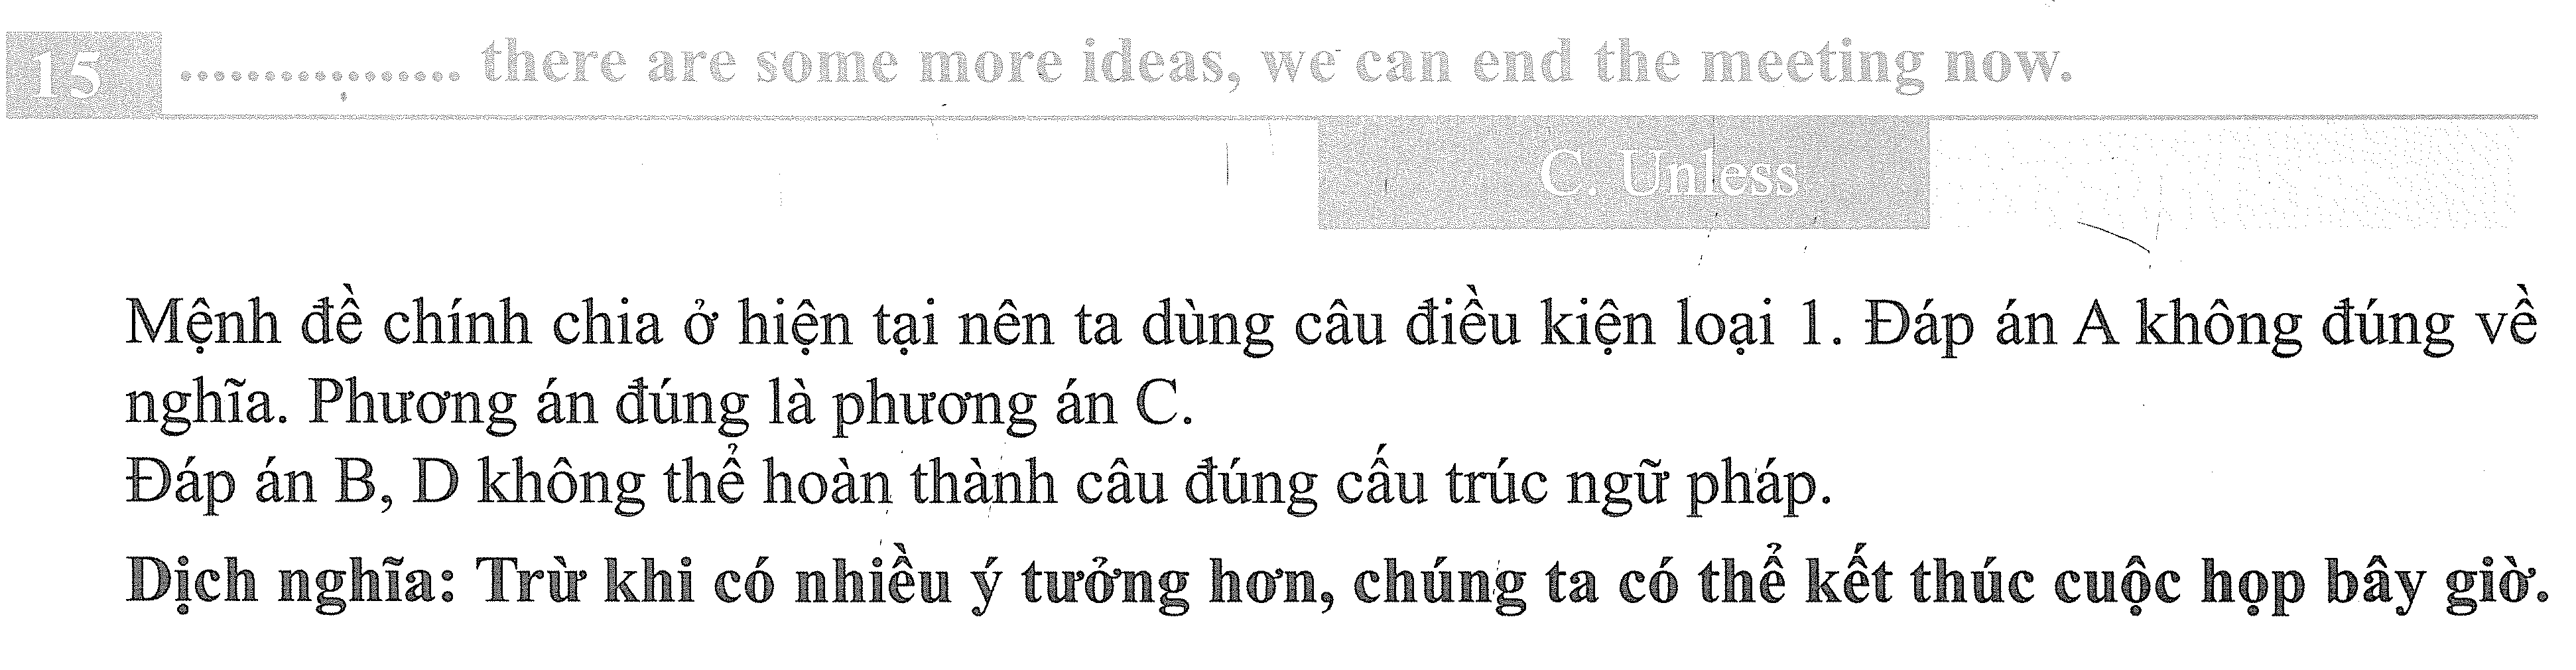 15 ................. there are some more ideas, we can end the meeting now.
C. Unless
Mệnh đề chính chia ở hiện tại nên ta dùng câu điều kiện loại 1. Đáp án A không đúng về
nghĩa. Phương án đúng là phương án C.
Đáp án B, D không thể hoàn thành câu đúng cấu trúc ngữ pháp.
Dịch nghĩa: Trừ khi có nhiều ý tưởng hơn, chúng ta có thể kết thúc cuộc họp bây giờ.